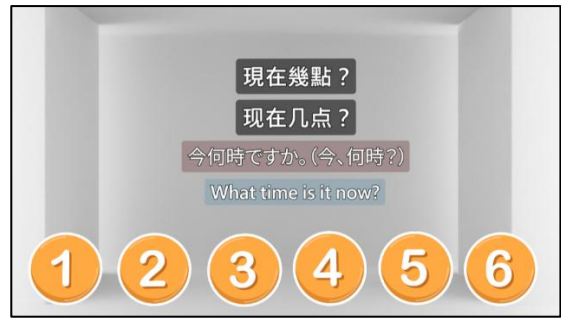 現在幾點？
现在几点？
今何時ですか。（今、何時？）
What time is it now?
1 2 3 4 5 6